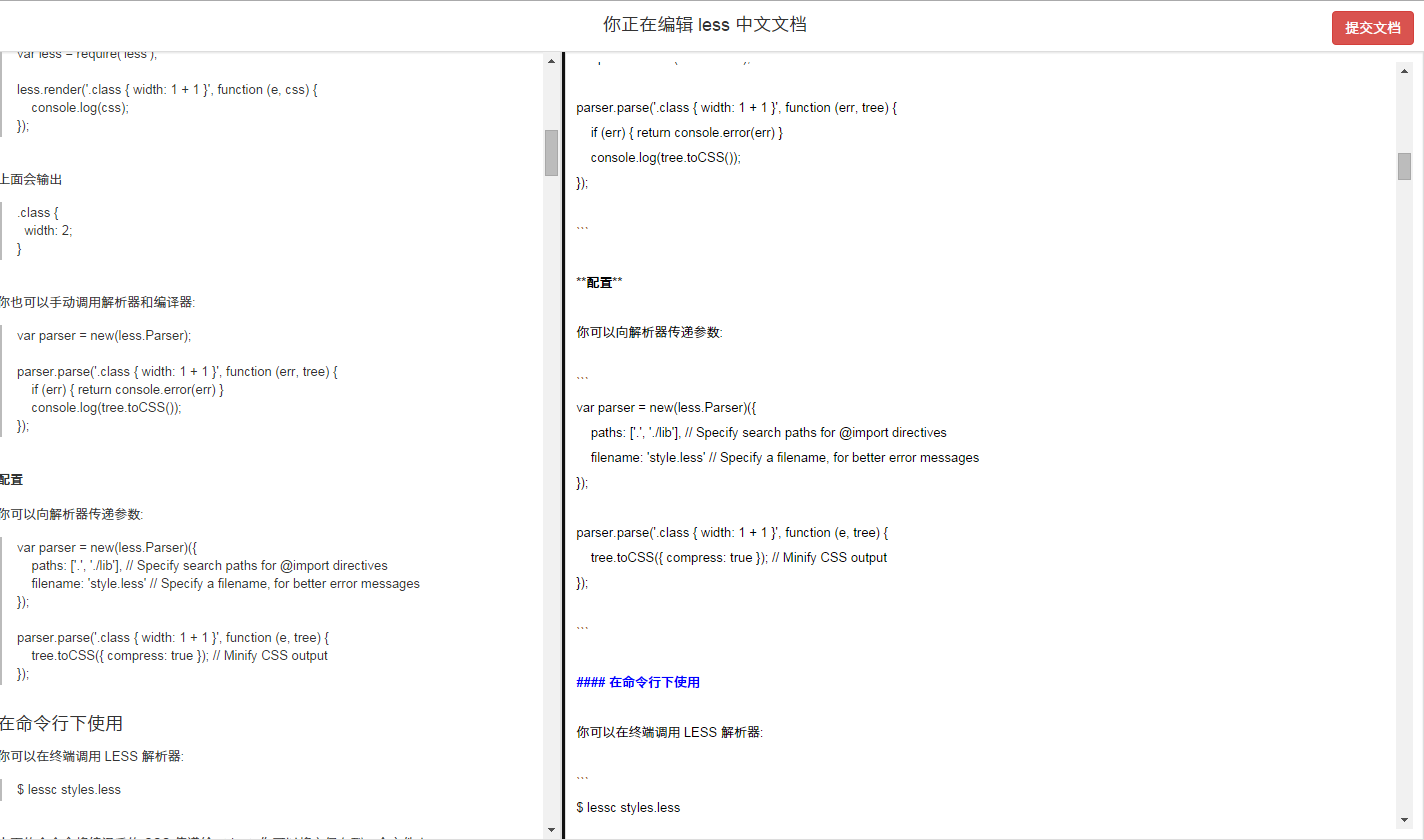 你正在编辑 less 中文文档
提交文档
var less = require('less');
less.render('.class { width: 1 + 1 }', function (e, css) {
console.log(css);
});
上面会输出
.class {
width: 2;
}
你也可以手动调用解析器和编译器:
var parser = new(less.Parser);
parser.parse('.class { width: 1 + 1 }', function (err, tree) {
if (err) { return console.error(err) }
console.log(tree.toCSS());
});
配置
你可以向解析器传递参数:
var parser = new(less.Parser)({
paths: ['.', './lib'], // Specify search paths for @import directives
filename: 'style.less' // Specify a filename, for better error messages
});
parser.parse('.class { width: 1 + 1 }', function (e, tree) {
tree.toCSS({ compress: true }); // Minify CSS output
});
在命令行下使用
你可以在终端调用 LESS 解析器:
$ lessc styles.less
parser.parse('.class { width: 1 + 1 }', function (err, tree) {
if (err) { return console.error(err) }
console.log(tree.toCSS());
});
```
**配置**
你可以向解析器传递参数:
```
var parser = new(less.Parser)({
paths: ['.', './lib'], // Specify search paths for @import directives
filename: 'style.less' // Specify a filename, for better error messages
});
parser.parse('.class { width: 1 + 1 }', function (e, tree) {
tree.toCSS({ compress: true }); // Minify CSS output
});
```
#### 在命令行下使用
你可以在终端调用 LESS 解析器:
```
$ lessc styles.less